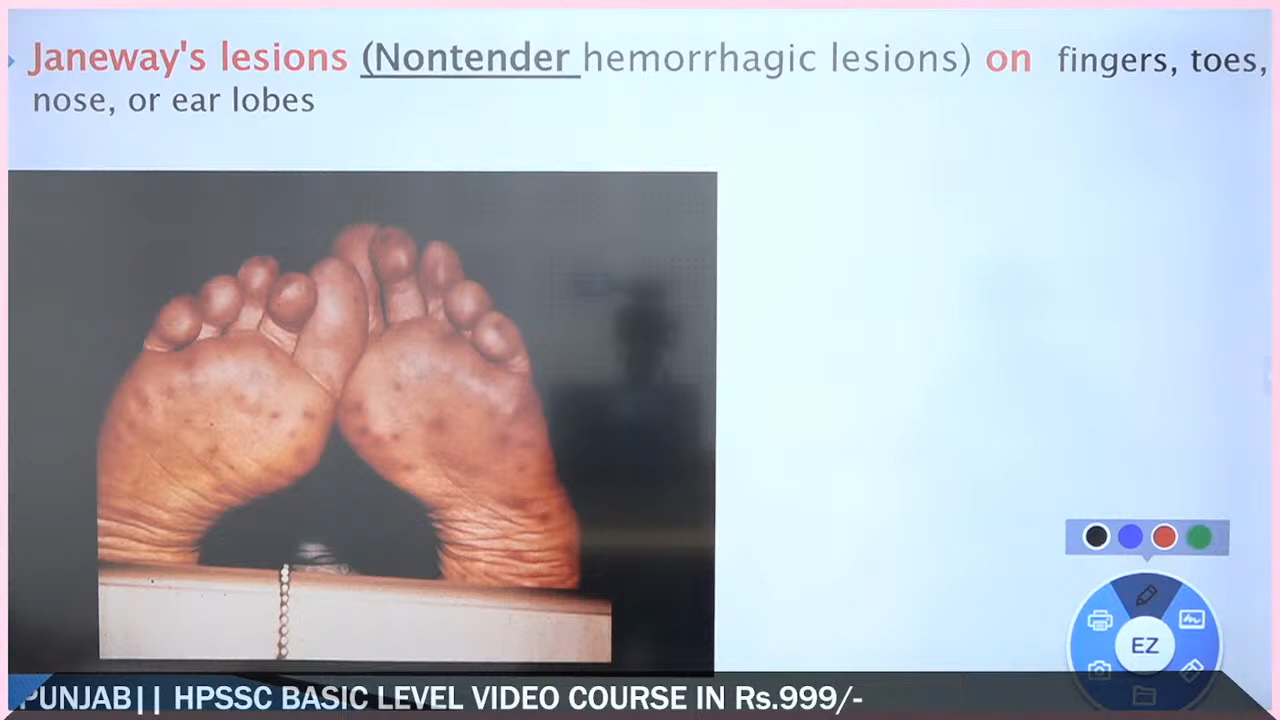 Janeway's lesions (Nontender hemorrhagic lesions) on fingers, toes,
nose, or ear lobes
EZ
PUNJAB|| HPSSC BASIC LEVEL VIDEO COURSE IN Rs.999/-